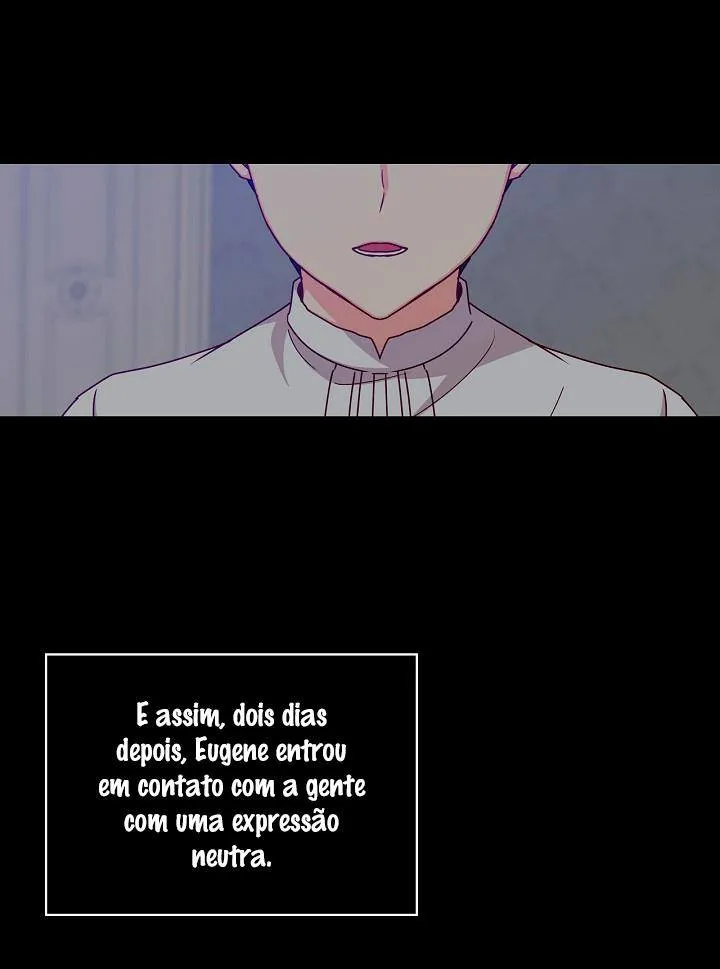 E assim, dois dias
depois, Eugene entrou
em contato com a gente
com uma expressão
neutra.